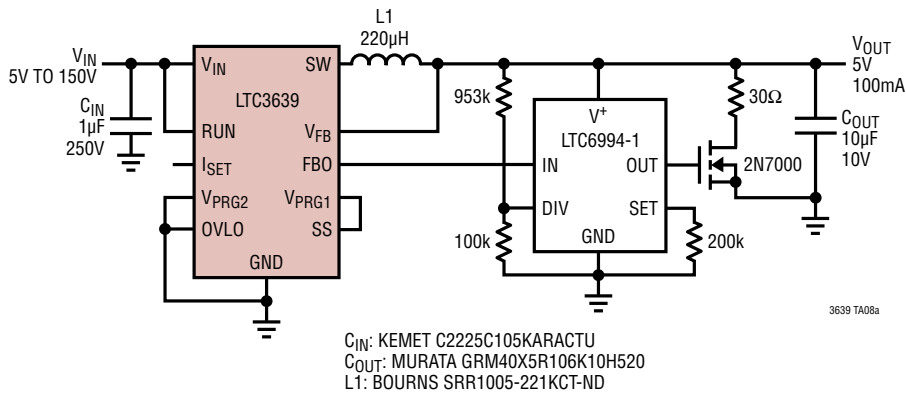 L1
220µH
VIN
5V TO 150V
CIN
1µF
250V
VIN
SW
LTC3639
RUN
VFB
ISET
FBO
VPRG2
VPRG1
OVLO
SS
GND
953k
100k
V+
LTC6994-1
IN
OUT
DIV
SET
GND
200k
30Ω
2N7000
VOUT
5V
100mA
COUT
10µF
10V
3639 TA08a
CIN: KEMET C2225C105KARACTU
COUT: MURATA GRM40X5R106K10H520
L1: BOURNS SRR1005-221KCT-ND